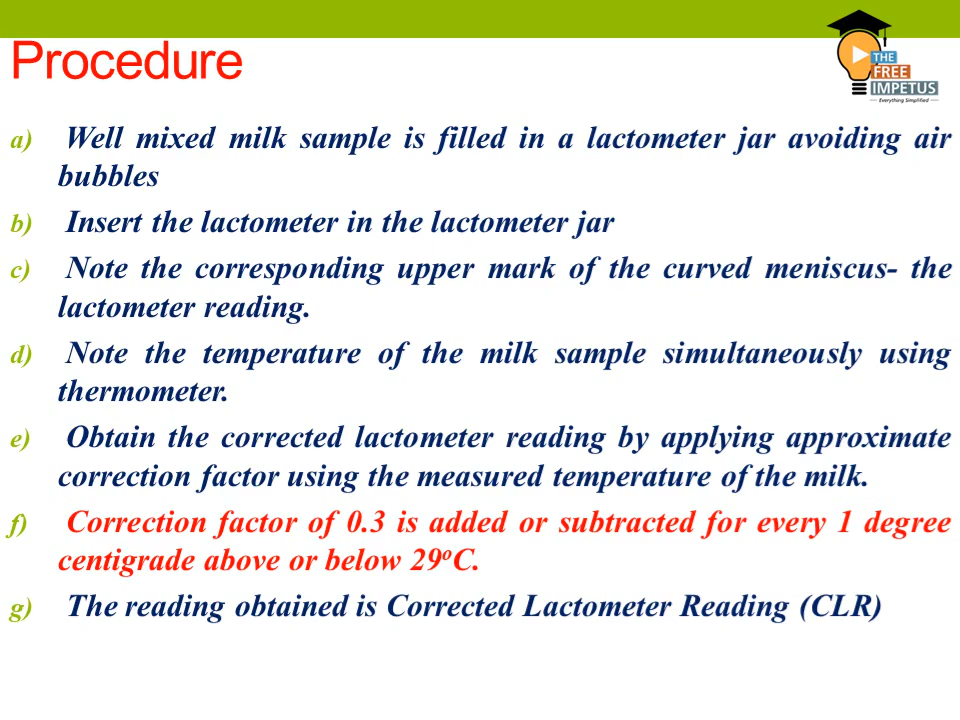 Procedure
THE
FREE
IMPETUS
Everything Simplified
a) Well mixed milk sample is filled in a lactometer jar avoiding air
bubbles
b) Insert the lactometer in the lactometer jar
c) Note the corresponding upper mark of the curved meniscus- the
lactometer reading.
d) Note the temperature of the milk sample simultaneously using
thermometer.
e) Obtain the corrected lactometer reading by applying approximate
correction factor using the measured temperature of the milk.
f) Correction factor of 0.3 is added or subtracted for every 1 degree
centigrade above or below 29ºC.
g) The reading obtained is Corrected Lactometer Reading (CLR)